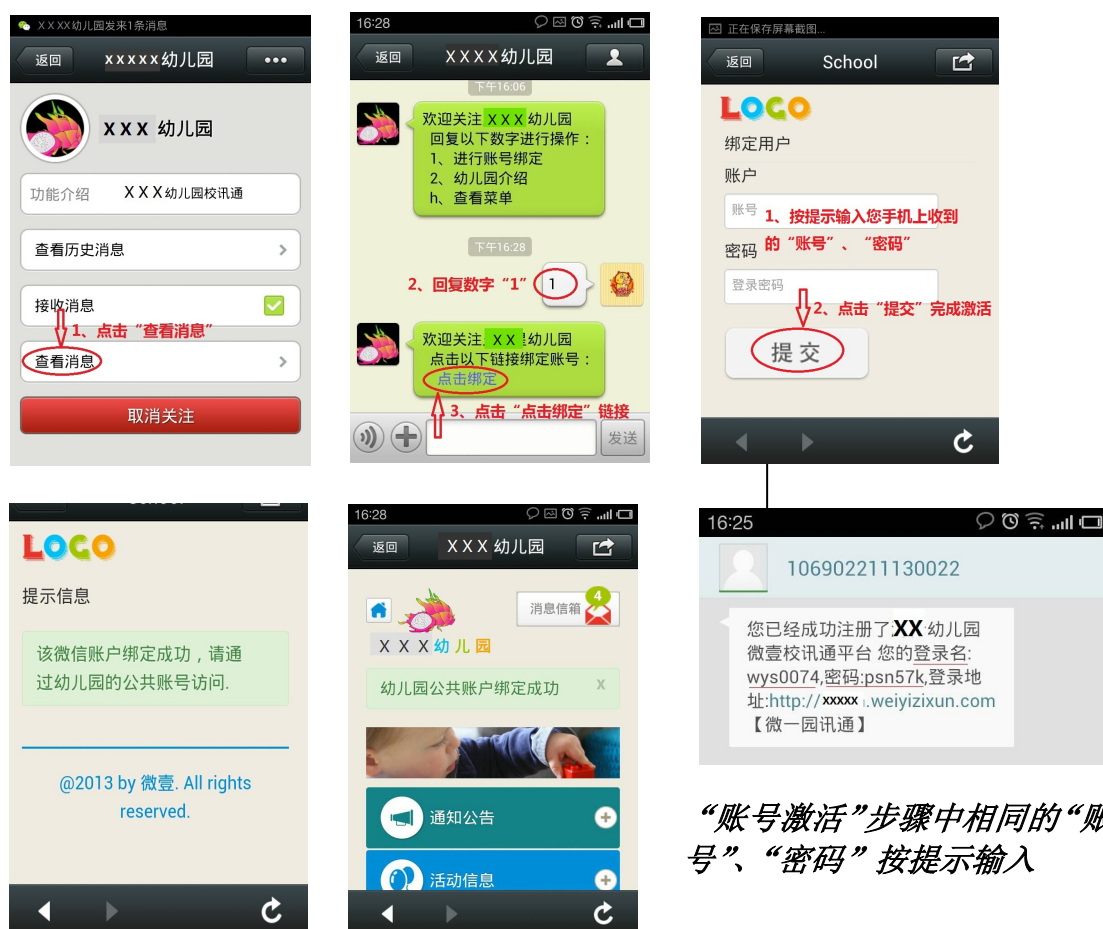 XXXX幼儿园发来1条消息
返回
xxxxx幼儿园
XXX 幼儿园
功能介绍 XXX幼儿园校讯通
查看历史消息
接收消息
1、点击“查看消息”
查看消息
取消关注
16:28
返回
XXXX幼儿园
下午16:06
欢迎关注 XXX 幼儿园
回复以下数字进行操作：
1、进行账号绑定
2、幼儿园介绍
h、查看菜单
下午16:28
2、回复数字“1”
1
欢迎关注 XX 幼儿园
点击以下链接绑定账号：
点击绑定
3、点击“点击绑定”链接
发送
正在保存屏幕截图...
返回
School
LOGO
绑定用户
账户
账号
1、按提示输入您手机上收到
的“账号”、“密码”
密码
登录密码
2、点击“提交”完成激活
提 交
LOGO
提示信息
该微信账户绑定成功，请通
过幼儿园的公共账号访问.
@2013 by 微壹. All rights
reserved.
16:28
返回
XXX 幼儿园
消息信箱
4
X X X 幼儿园
幼儿园公共账户绑定成功 X
通知公告
活动信息
16:25
106902211130022
您已经成功注册了XX幼儿园
微壹校讯通平台 您的登录名:
wys0074,密码:psn57k,登录地
址:http://xxxxx.weiyizixun.com
【微一园讯通】
“账号激活”步骤中相同的“账
号”、“密码”按提示输入